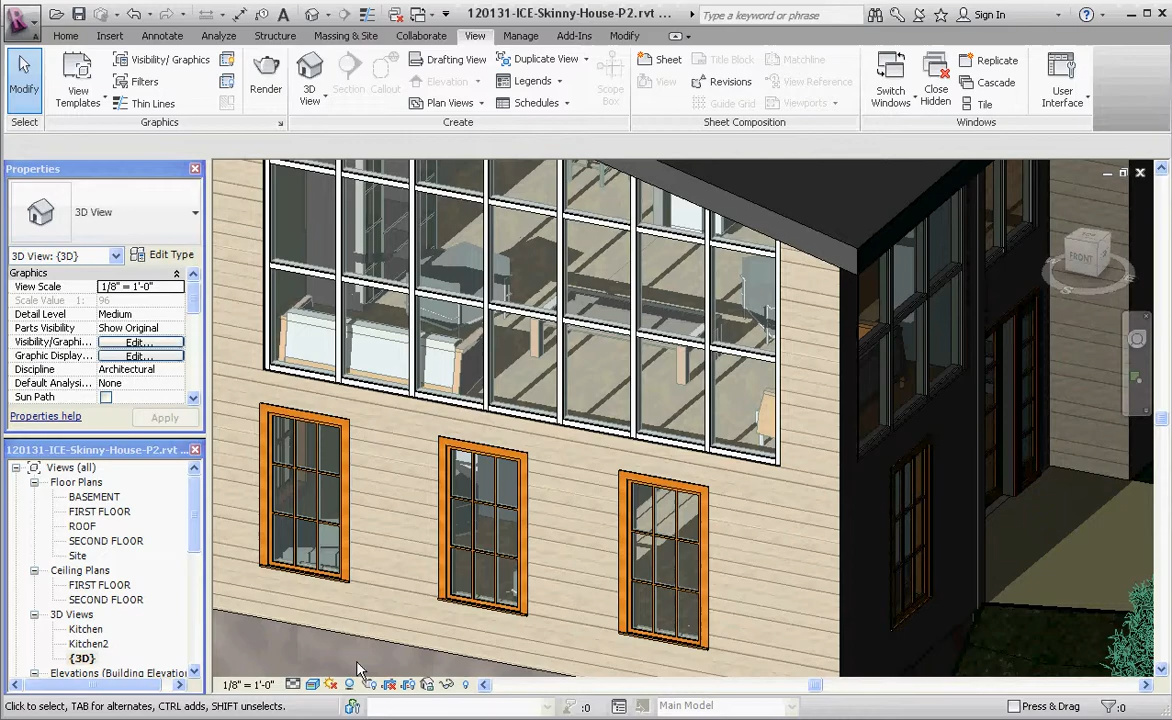 120131-ICE-Skinny-House-P2.rvt ...
Type a keyword or phrase
Sign In
Home Insert Annotate Analyze Structure Massing & Site Collaborate View Manage Add-Ins Modify
Modify
Select
View Templates
Visibility/ Graphics
Filters
Thin Lines
Graphics
Render
3D View
Section
Callout
Drafting View
Elevation
Plan Views
Duplicate View
Legends
Schedules
Scope Box
Create
Sheet
View
Title Block
Revisions
Guide Grid
Matchline
View Reference
Viewports
Sheet Composition
Switch Windows
Close Hidden
Replicate
Cascade
Tile
Windows
User Interface
Properties
3D View
3D View: {3D}
Edit Type
Graphics
View Scale 1/8" = 1'-0"
Scale Value 1: 96
Detail Level Medium
Parts Visibility Show Original
Visibility/Graphi... Edit...
Graphic Display... Edit...
Discipline Architectural
Default Analysi... None
Sun Path
Properties help
Apply
120131-ICE-Skinny-House-P2.rvt ...
Views (all)
Floor Plans
BASEMENT
FIRST FLOOR
ROOF
SECOND FLOOR
Site
Ceiling Plans
FIRST FLOOR
SECOND FLOOR
3D Views
Kitchen
Kitchen2
{3D}
Elevations (Building Elevation)
FRONT
1/8" = 1'-0"
Click to select, TAB for alternates, CTRL adds, SHIFT unselects.
:0
Main Model
Press & Drag
:0